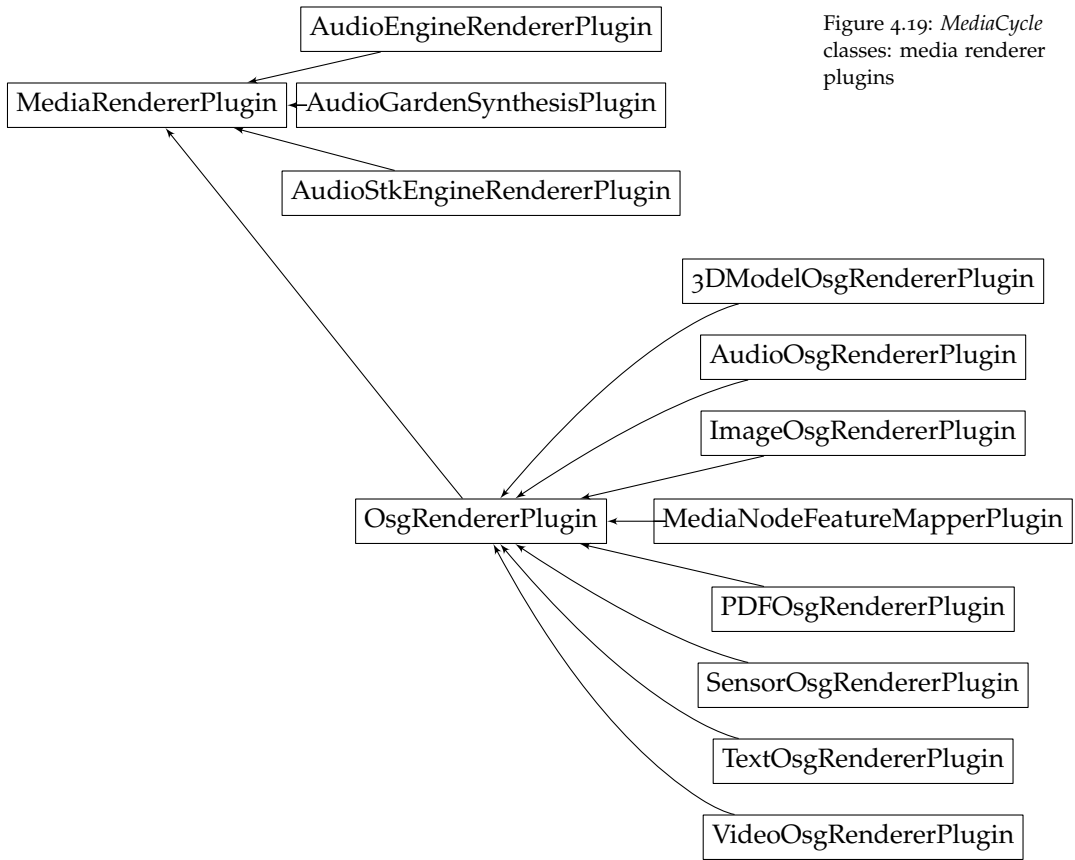 AudioEngineRendererPlugin
Figure 4.19: MediaCycle
classes: media renderer
plugins
MediaRendererPlugin
AudioGardenSynthesisPlugin
AudioStkEngineRendererPlugin
3DModelOsgRendererPlugin
AudioOsgRendererPlugin
ImageOsgRendererPlugin
OsgRendererPlugin
MediaNodeFeatureMapperPlugin
PDFOsgRendererPlugin
SensorOsgRendererPlugin
TextOsgRendererPlugin
VideoOsgRendererPlugin